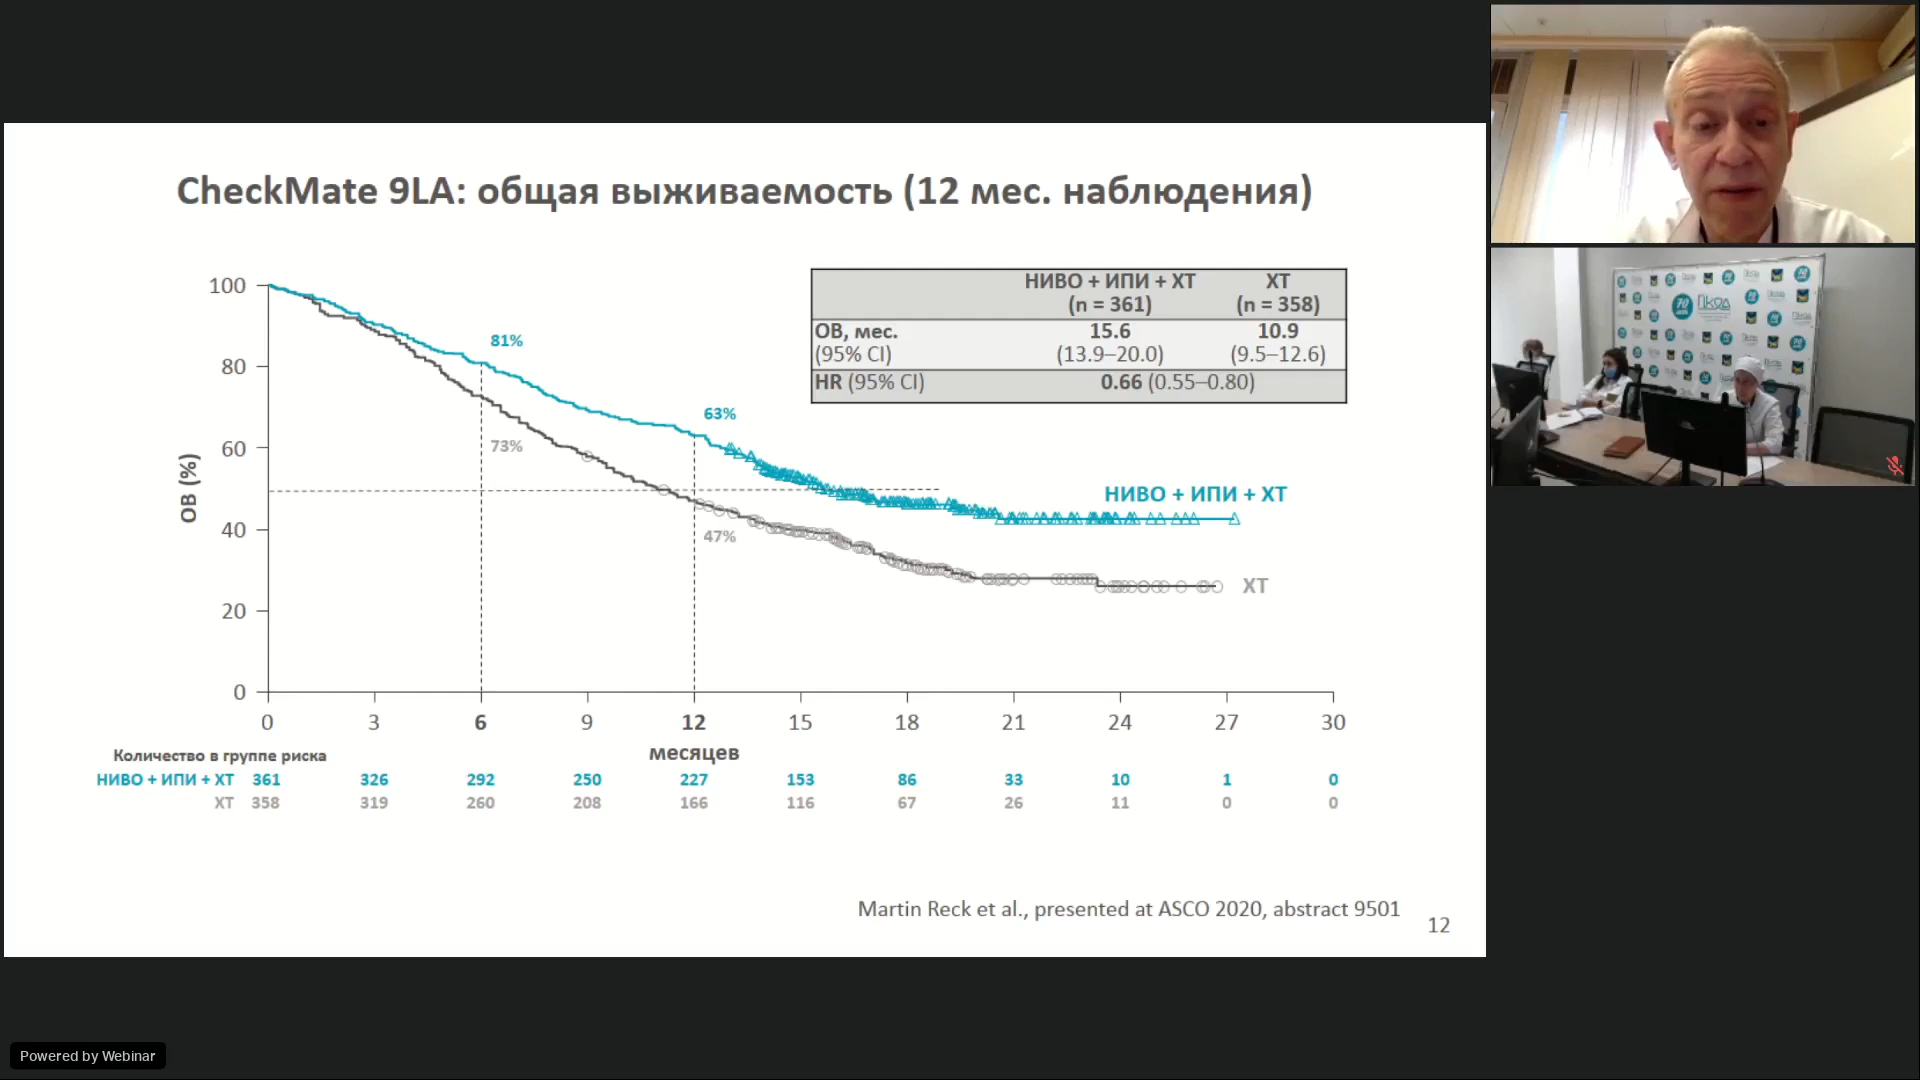 CheckMate 9LA: общая выживаемость (12 мес. наблюдения)
НИВО + ИПИ + ХТ ХТ
(n = 361) (n = 358)
ОВ, мес. 15.6 10.9
(95% CI) (13.9–20.0) (9.5–12.6)
HR (95% CI) 0.66 (0.55–0.80)
ОВ (%)
100
80
60
40
20
0
81%
73%
63%
47%
НИВО + ИПИ + ХТ
ХТ
0 3 6 9 12 15 18 21 24 27 30
месяцев
Количество в группе риска
НИВО + ИПИ + ХТ 361 326 292 250 227 153 86 33 10 1 0
ХТ 358 319 260 208 166 116 67 26 11 0 0
Martin Reck et al., presented at ASCO 2020, abstract 9501
12
Powered by Webinar